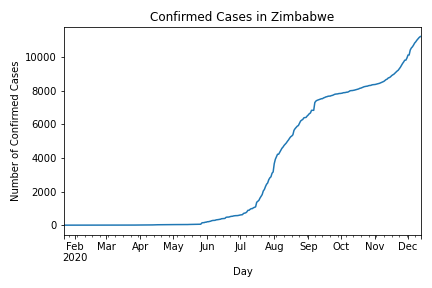 Confirmed Cases in Zimbabwe
Number of Confirmed Cases
10000
8000
6000
4000
2000
0
Feb Mar Apr May Jun Jul Aug Sep Oct Nov Dec
2020
Day